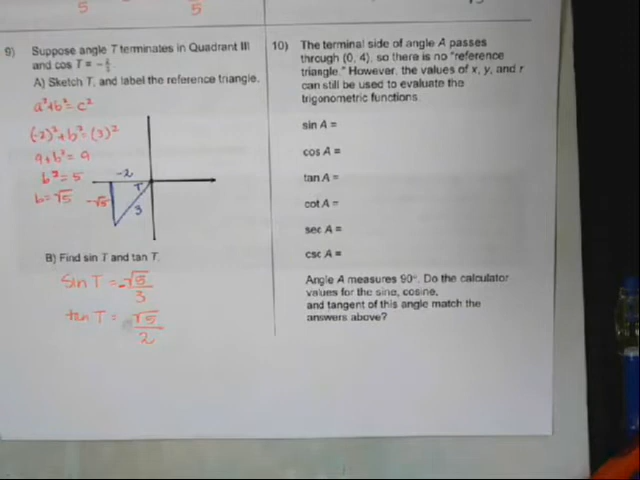 5
5
9) Suppose angle T terminates in Quadrant III
and cos T = -2/3.
A) Sketch T, and label the reference triangle.
a²+b²=c²
(-2)²+b²=(3)²
9+b²=9
b²=5
b=√5
-2
T
-√5
3
B) Find sin T and tan T.
Sin T = -√5/3
tan T = √5/2
10) The terminal side of angle A passes
through (0, 4), so there is no "reference
triangle." However, the values of x, y, and r
can still be used to evaluate the
trigonometric functions.
sin A =
cos A =
tan A =
cot A =
sec A =
csc A =
Angle A measures 90°. Do the calculator
values for the sine, cosine,
and tangent of this angle match the
answers above?